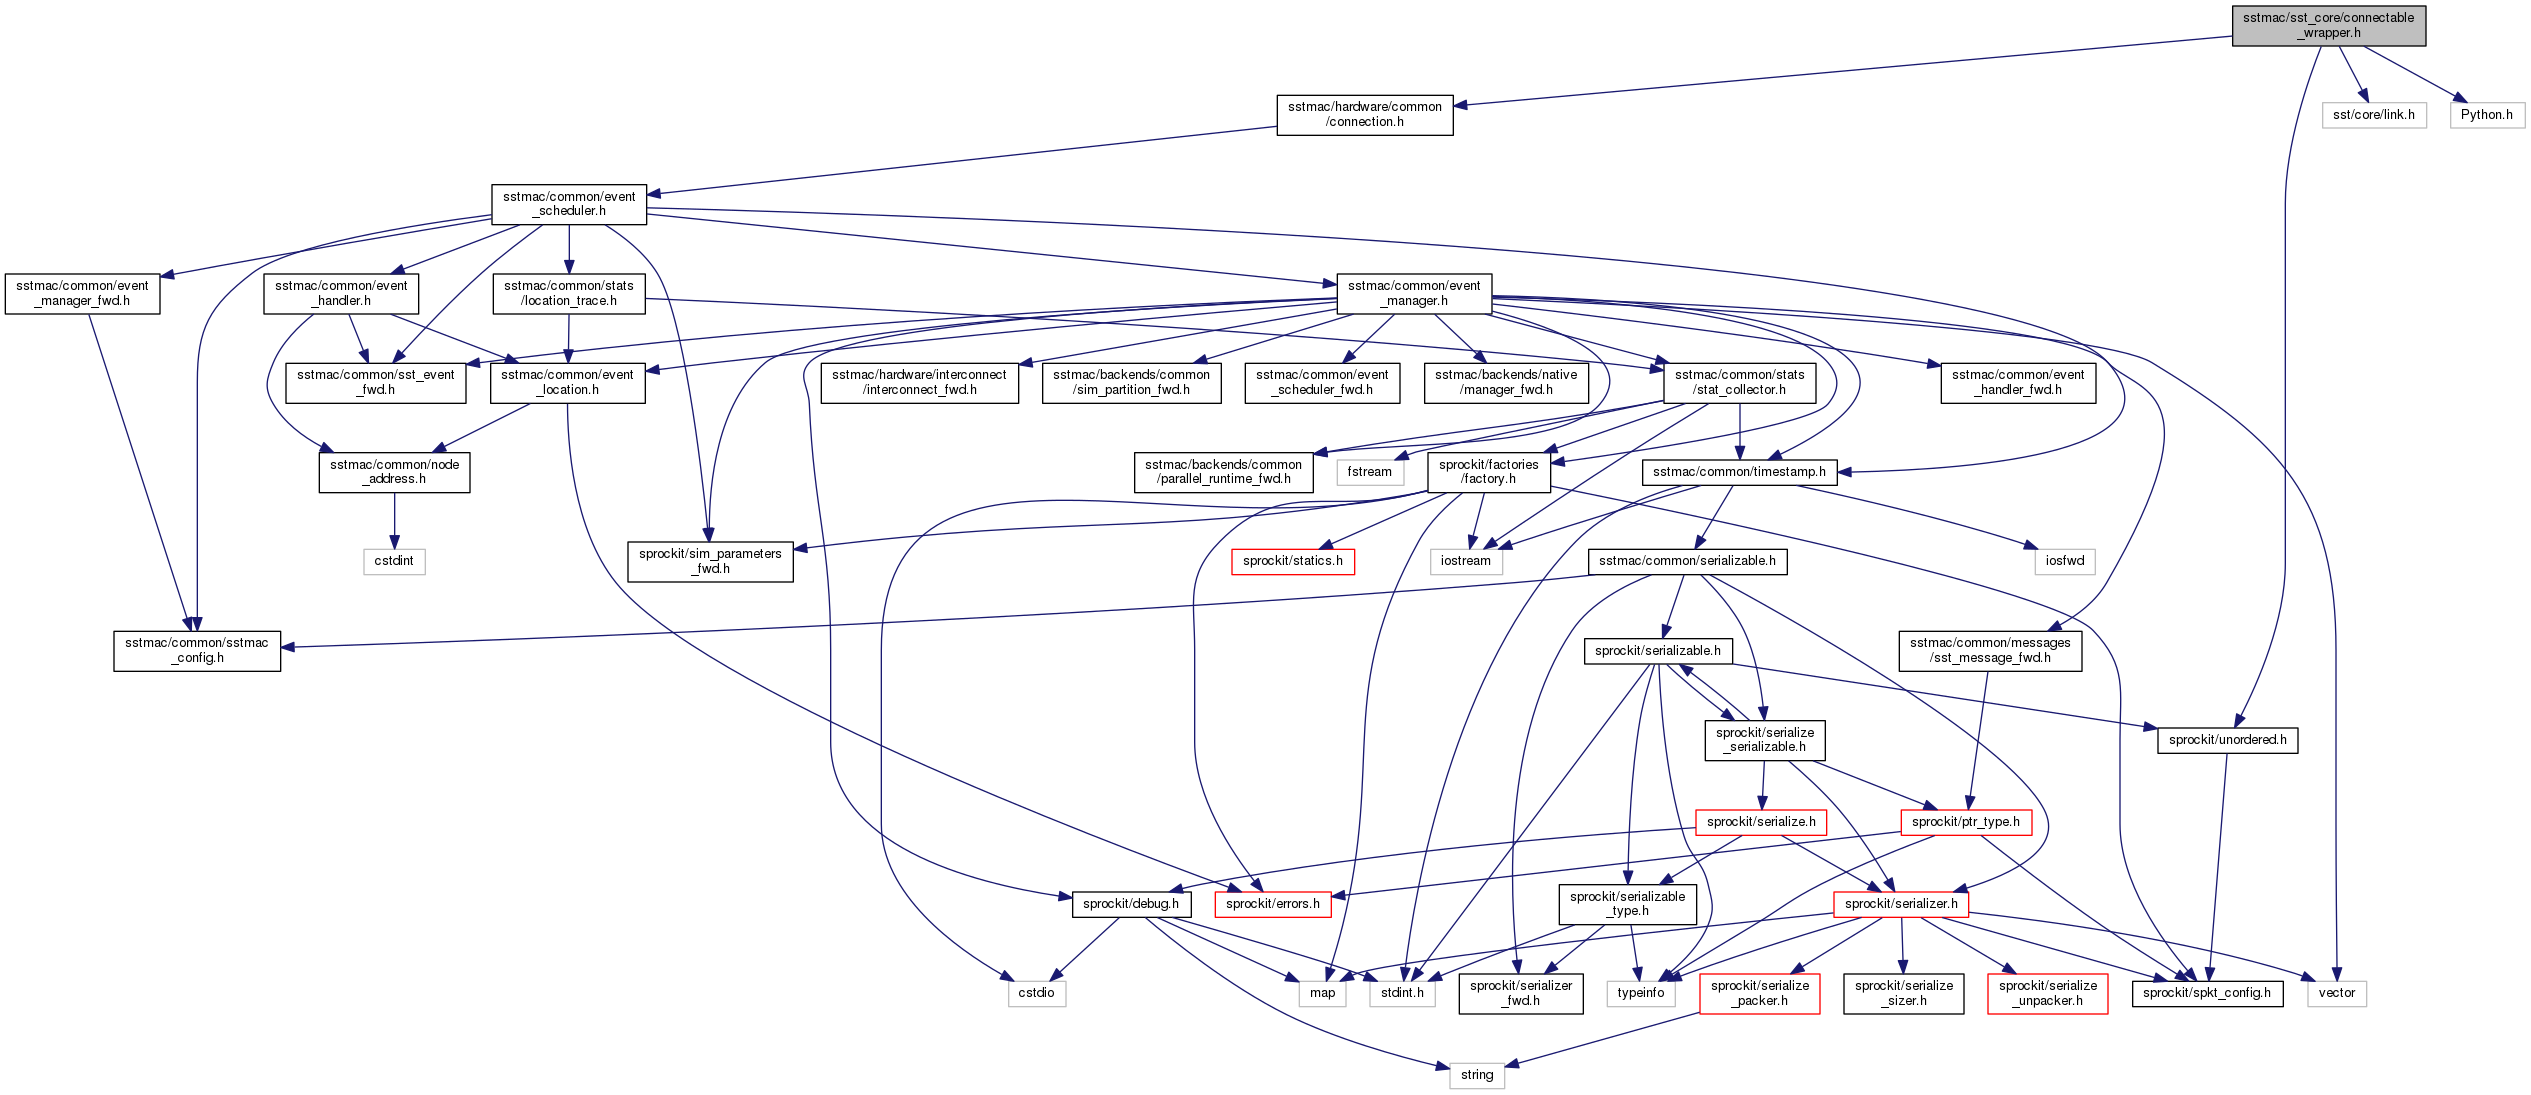 sstmac/sst_core/connectable
_wrapper.h
sstmac/hardware/common
/connection.h
sst/core/link.h
Python.h
sstmac/common/event
_scheduler.h
sstmac/common/event
_manager_fwd.h
sstmac/common/event
_handler.h
sstmac/common/stats
/location_trace.h
sstmac/common/event
_manager.h
sstmac/common/sst_event
_fwd.h
sstmac/common/event
_location.h
sstmac/hardware/interconnect
/interconnect_fwd.h
sstmac/backends/common
/sim_partition_fwd.h
sstmac/common/event
_scheduler_fwd.h
sstmac/backends/native
/manager_fwd.h
sstmac/common/stats
/stat_collector.h
sstmac/common/event
_handler_fwd.h
sstmac/common/node
_address.h
sstmac/backends/common
/parallel_runtime_fwd.h
fstream
sprockit/factories
/factory.h
sstmac/common/timestamp.h
cstdint
sprockit/sim_parameters
_fwd.h
sprockit/statics.h
iostream
sstmac/common/serializable.h
iosfwd
sstmac/common/sstmac
_config.h
sprockit/serializable.h
sstmac/common/messages
/sst_message_fwd.h
sprockit/serialize
_serializable.h
sprockit/unordered.h
sprockit/serialize.h
sprockit/ptr_type.h
sprockit/debug.h
sprockit/errors.h
sprockit/serializable
_type.h
sprockit/serializer.h
cstdio
map
stdint.h
sprockit/serializer
_fwd.h
typeinfo
sprockit/serialize
_packer.h
sprockit/serialize
_sizer.h
sprockit/serialize
_unpacker.h
sprockit/spkt_config.h
vector
string